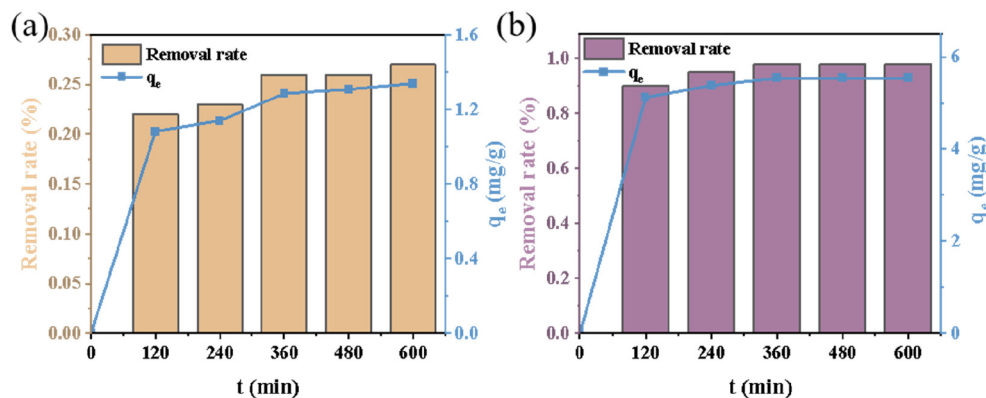 (a)
Removal rate (%)
0.30
0.25
0.20
0.15
0.10
0.05
0.00
Removal rate
qe
1.6
1.2
0.8
0.4
0.0
qe (mg/g)
0 120 240 360 480 600
t (min)
(b)
Removal rate (%)
1.0
0.8
0.6
0.4
0.2
0.0
Removal rate
qe
6
4
2
0
qe (mg/g)
0 120 240 360 480 600
t (min)